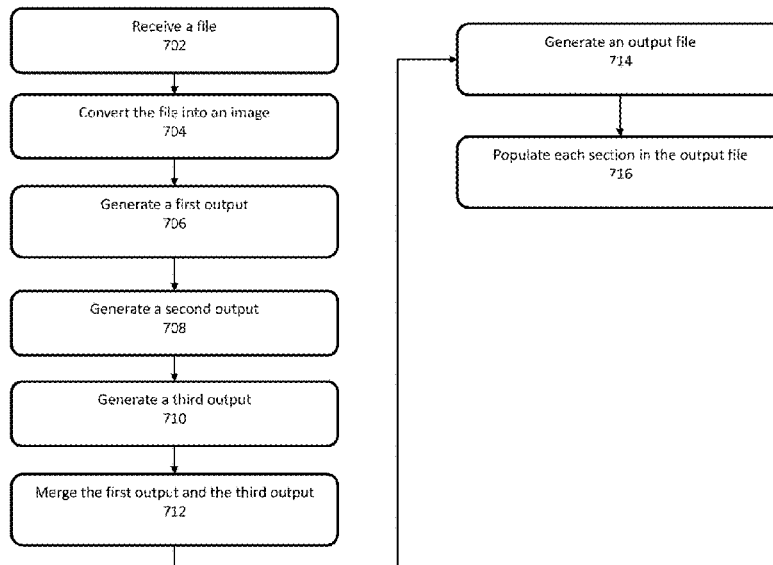 Receive a file
702
Convert the file into an image
704
Generate a first output
706
Generate a second output
708
Generate a third output
710
Merge the first output and the third output
712
Generate an output file
714
Populate each section in the output file
716